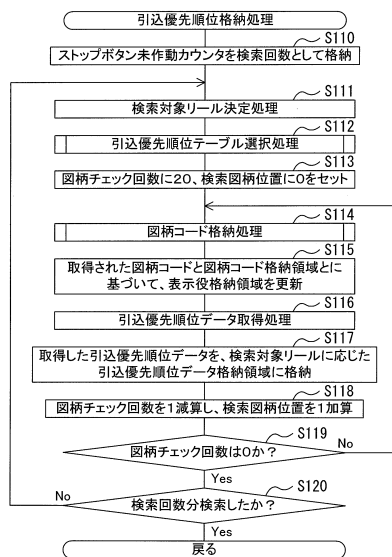 引込優先順位格納処理
S110
ストップボタン未作動カウンタを検索回数として格納
S111
検索対象リール決定処理
S112
引込優先順位テーブル選択処理
S113
図柄チェック回数に20、検索図柄位置に0をセット
S114
図柄コード格納処理
S115
取得された図柄コードと図柄コード格納領域とに
基づいて、表示役格納領域を更新
S116
引込優先順位データ取得処理
S117
取得した引込優先順位データを、検索対象リールに応じた
引込優先順位データ格納領域に格納
S118
図柄チェック回数を1減算し、検索図柄位置を1加算
S119
図柄チェック回数は0か？
No
Yes
S120
No
検索回数分検索したか？
Yes
戻る